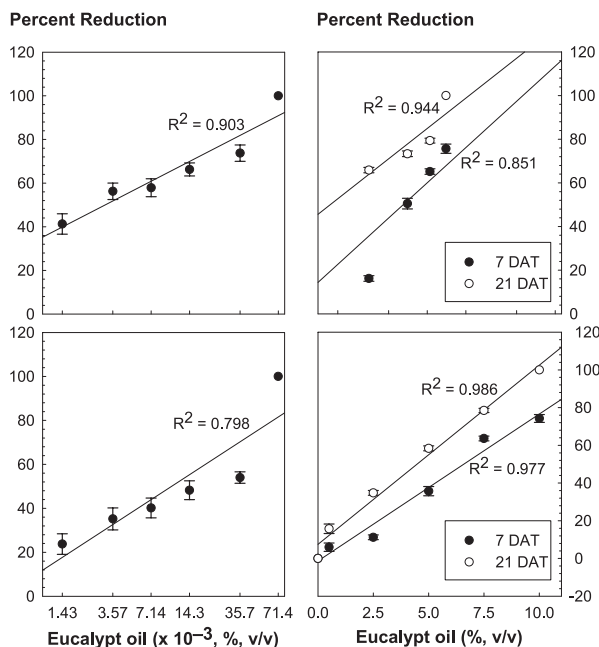 Percent Reduction
Percent Reduction
120
100
80
60
40
20
0
R2 = 0.903
120
100
80
60
40
20
0
R2 = 0.944
R2 = 0.851
7 DAT
21 DAT
120
100
80
60
40
20
0
R2 = 0.798
1.43
3.57
7.14
14.3
35.7
71.4
Eucalypt oil (x 10–3, %, v/v)
120
100
80
60
40
20
0
-20
R2 = 0.986
R2 = 0.977
7 DAT
21 DAT
0.0
2.5
5.0
7.5
10.0
Eucalypt oil (%, v/v)